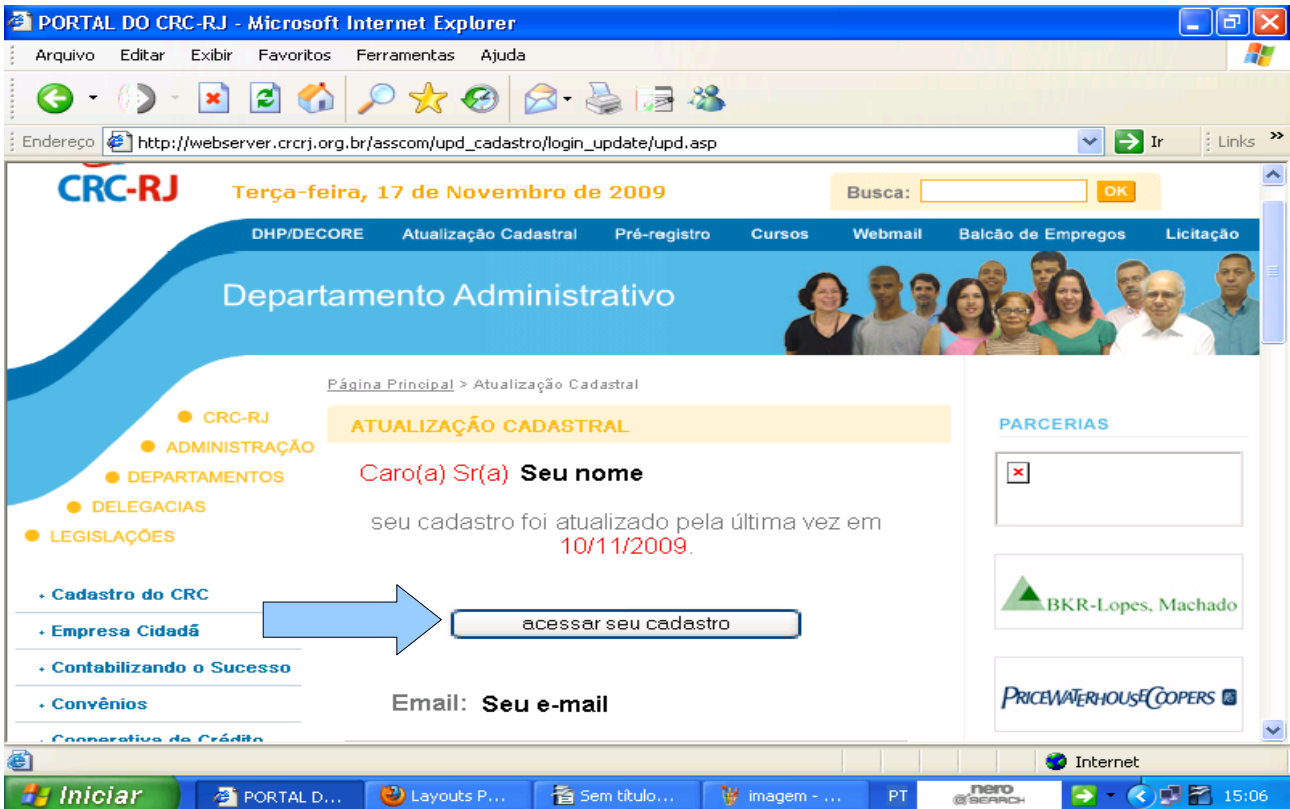 PORTAL DO CRC-RJ - Microsoft Internet Explorer
Arquivo Editar Exibir Favoritos Ferramentas Ajuda
Endereço http://webserver.crcrj.org.br/asscom/upd_cadastro/login_update/upd.asp Ir Links »
CRC-RJ Terça-feira, 17 de Novembro de 2009 Busca: OK
DHP/DECORE Atualização Cadastral Pré-registro Cursos Webmail Balcão de Empregos Licitação
Departamento Administrativo
Página Principal > Atualização Cadastral
CRC-RJ
ADMINISTRAÇÃO
DEPARTAMENTOS
DELEGACIAS
LEGISLAÇÕES
Cadastro do CRC
Empresa Cidadã
Contabilizando o Sucesso
Convênios
Cooperativa de Crédito
ATUALIZAÇÃO CADASTRAL
Caro(a) Sr(a) Seu nome
seu cadastro foi atualizado pela última vez em
10/11/2009.
acessar seu cadastro
Email: Seu e-mail
PARCERIAS
BKR-Lopes, Machado
PRICEWATERHOUSECOOPERS
Internet
Iniciar PORTAL D... Layouts P... Sem título... imagem - ... PT nero @SEARCH 15:06